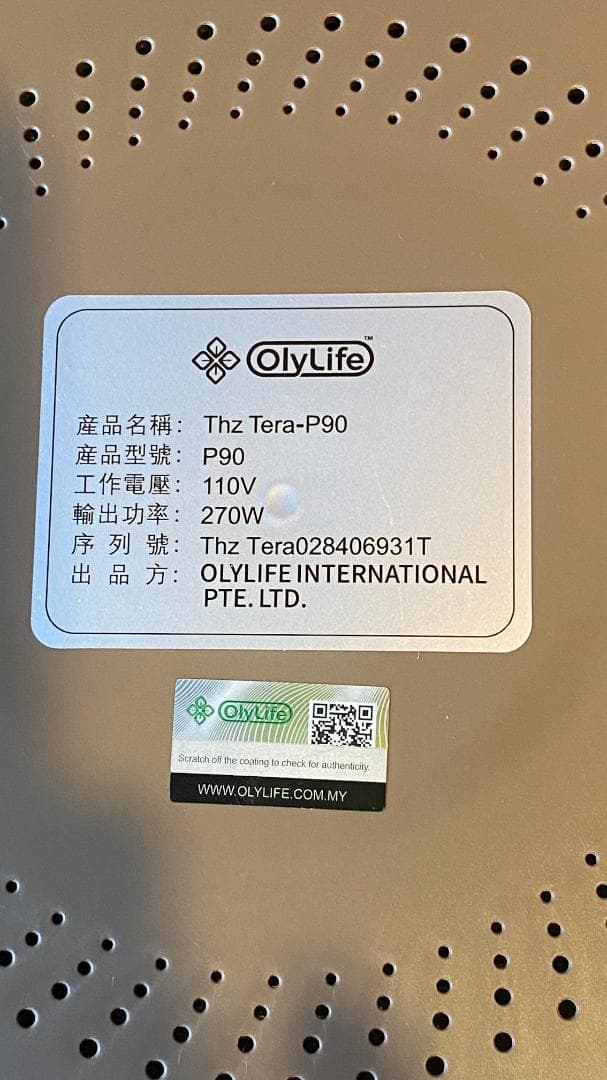 OlyLife™
產品名稱： Thz Tera-P90
產品型號： P90
工作電壓： 110V
輸出功率： 270W
序 列 號： Thz Tera028406931T
出 品 方： OLYLIFE INTERNATIONAL
PTE. LTD.
OlyLife
Scratch off the coating to check for authenticity.
WWW.OLYLIFE.COM.MY